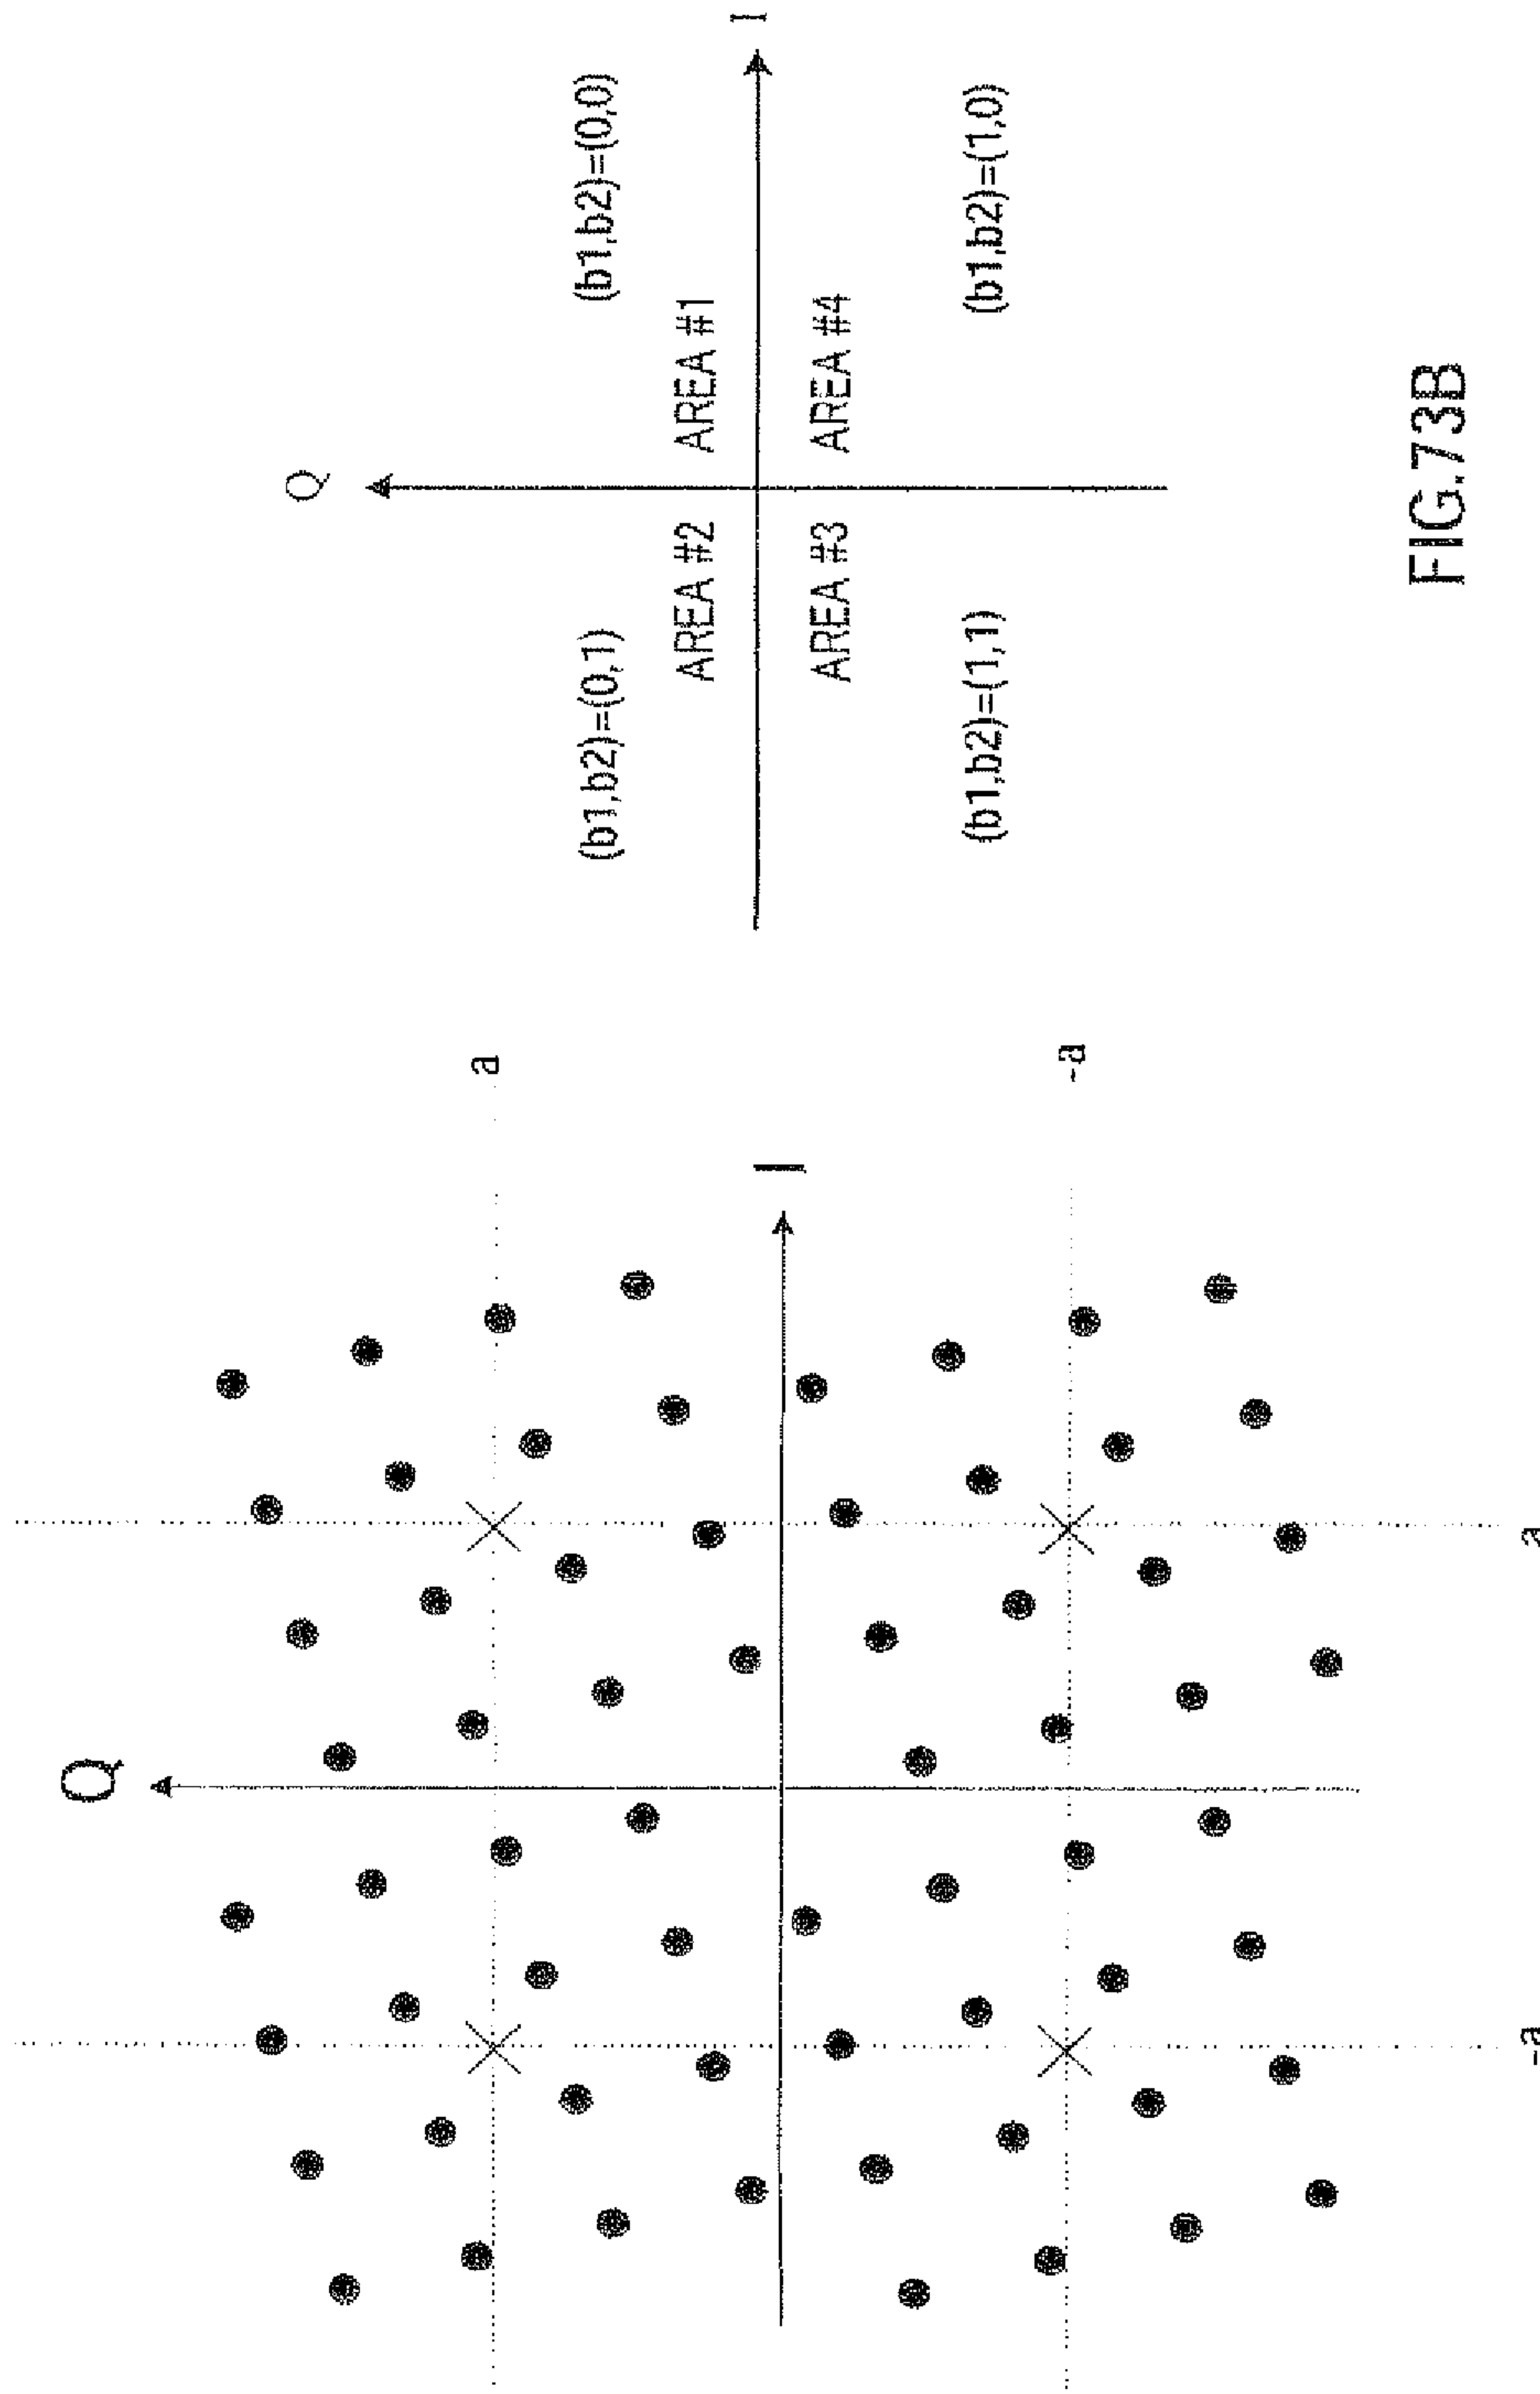 Q
a
I
-a
-a
a
Q
(b1,b2)=(0,1)
(b1,b2)=(0,0)
AREA #2
AREA #1
I
AREA #3
AREA #4
(b1,b2)=(1,1)
(b1,b2)=(1,0)
FIG.73B